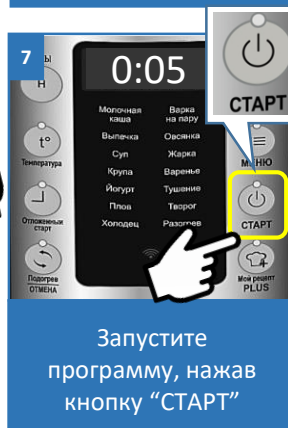 7
Ы
Н
0:05
СТАРТ
Молочная каша
Варка на пару
Выпечка
Овсянка
Суп
Жарка
Крупа
Варенье
Йогурт
Тушение
Плов
Творог
Холодец
Разогрев
t°
Температура
МЕНЮ
Отложенный старт
СТАРТ
Подогрев
ОТМЕНА
Мой рецепт
PLUS
Запустите
программу, нажав
кнопку “СТАРТ”